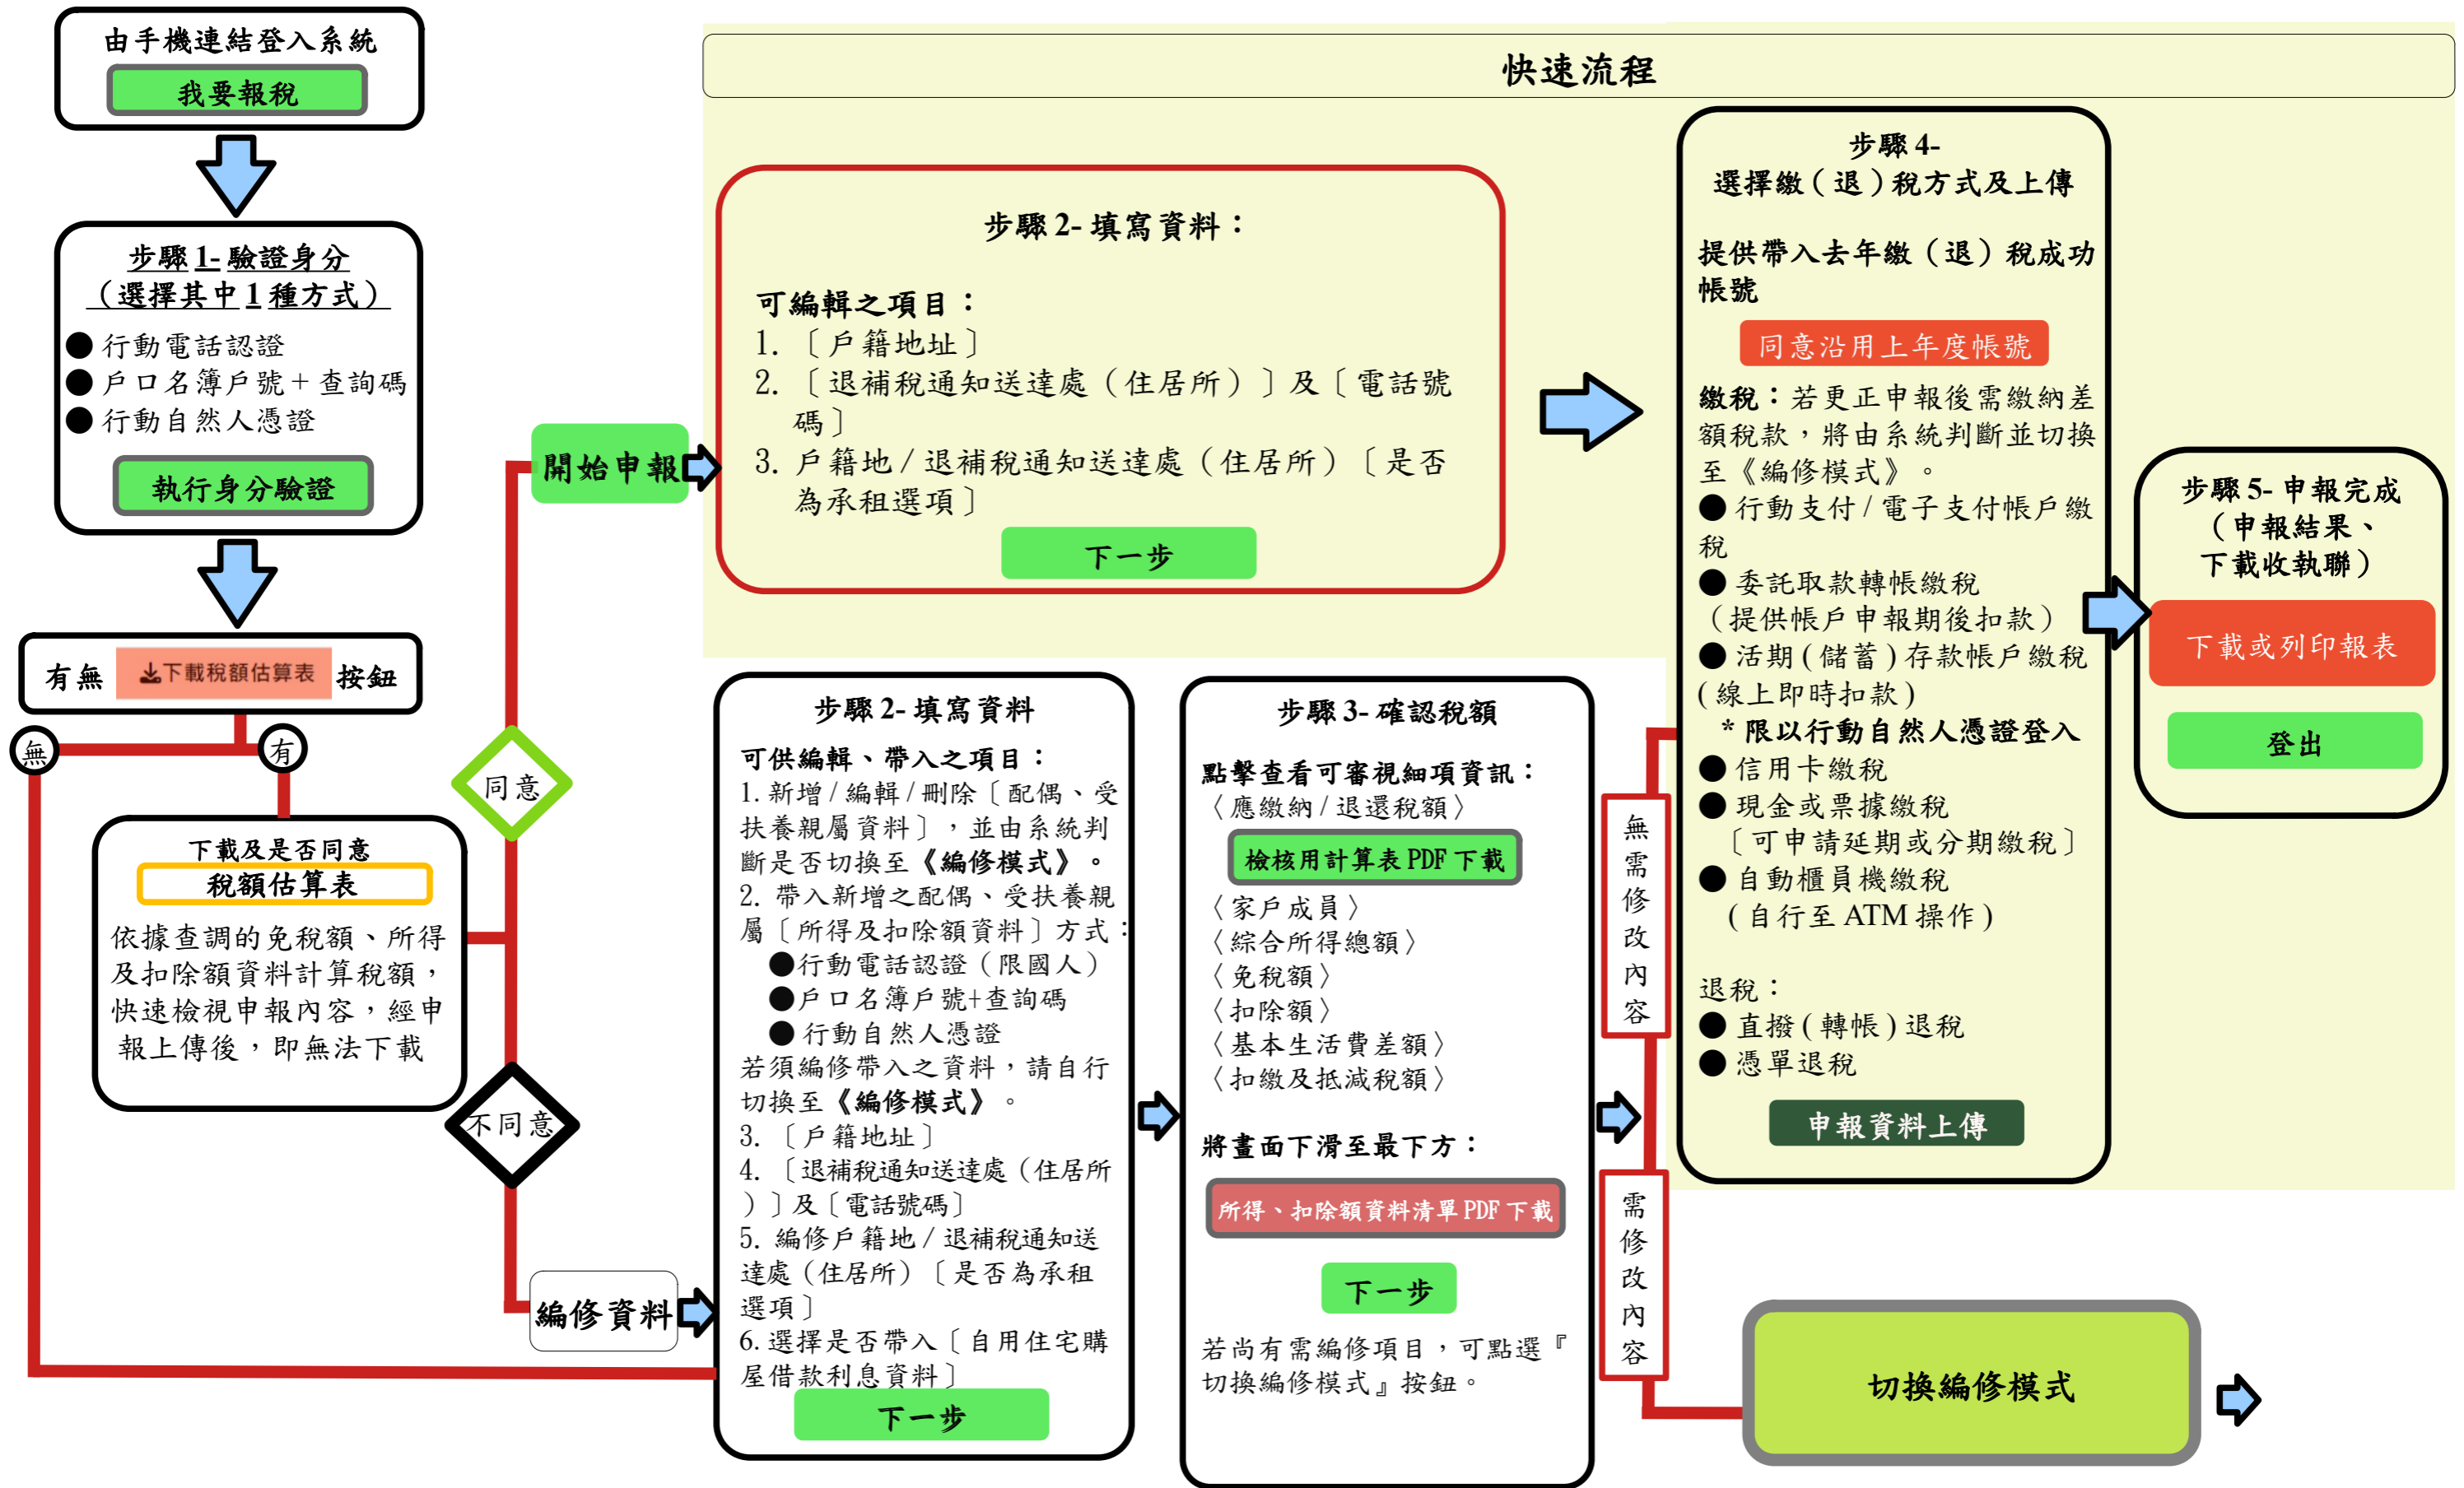 由手機連結登入系統
我要報稅
步驟 1- 驗證身分
（選擇其中 1 種方式）
● 行動電話認證
● 戶口名簿戶號 + 查詢碼
● 行動自然人憑證
執行身分驗證
有無 下載稅額估算表 按鈕
無
有
下載及是否同意
稅額估算表
依據查調的免稅額、所得
及扣除額資料計算稅額，
快速檢視申報內容，經申
報上傳後，即無法下載
同意
不同意
開始申報
編修資料
快速流程
步驟 2- 填寫資料：
可編輯之項目：
1. 〔戶籍地址〕
2. 〔退補稅通知送達處（住居所）〕及〔電話號
碼〕
3. 戶籍地 / 退補稅通知送達處（住居所）〔是否
為承租選項〕
下一步
步驟 2- 填寫資料
可供編輯、帶入之項目：
1. 新增 / 編輯 / 刪除〔配偶、受
扶養親屬資料〕，並由系統判
斷是否切換至《編修模式》。
2. 帶入新增之配偶、受扶養親
屬〔所得及扣除額資料〕方式：
●行動電話認證（限國人）
●戶口名簿戶號+查詢碼
● 行動自然人憑證
若須編修帶入之資料，請自行
切換至《編修模式》。
3. 〔戶籍地址〕
4. 〔退補稅通知送達處（住居所
）〕及〔電話號碼〕
5. 編修戶籍地 / 退補稅通知送
達處（住居所）〔是否為承租
選項〕
6. 選擇是否帶入〔自用住宅購
屋借款利息資料〕
下一步
步驟 3- 確認稅額
點擊查看可審視細項資訊：
〈應繳納 / 退還稅額〉
檢核用計算表 PDF 下載
〈家戶成員〉
〈綜合所得總額〉
〈免稅額〉
〈扣除額〉
〈基本生活費差額〉
〈扣繳及抵減稅額〉
將畫面下滑至最下方：
所得、扣除額資料清單 PDF 下載
下一步
若尚有需編修項目，可點選『
切換編修模式』按鈕。
無需修改內容
需修改內容
步驟 4-
選擇繳（退）稅方式及上傳
提供帶入去年繳（退）稅成功
帳號
同意沿用上年度帳號
繳稅：若更正申報後需繳納差
額稅款，將由系統判斷並切換
至《編修模式》。
● 行動支付 / 電子支付帳戶繳
稅
● 委託取款轉帳繳稅
（提供帳戶申報期後扣款）
● 活期 ( 儲蓄 ) 存款帳戶繳稅
( 線上即時扣款 )
* 限以行動自然人憑證登入
● 信用卡繳稅
● 現金或票據繳稅
〔可申請延期或分期繳稅〕
● 自動櫃員機繳稅
( 自行至 ATM 操作 )
退稅：
● 直撥 ( 轉帳 ) 退稅
● 憑單退稅
申報資料上傳
步驟 5- 申報完成
（申報結果、
下載收執聯）
下載或列印報表
登出
切換編修模式